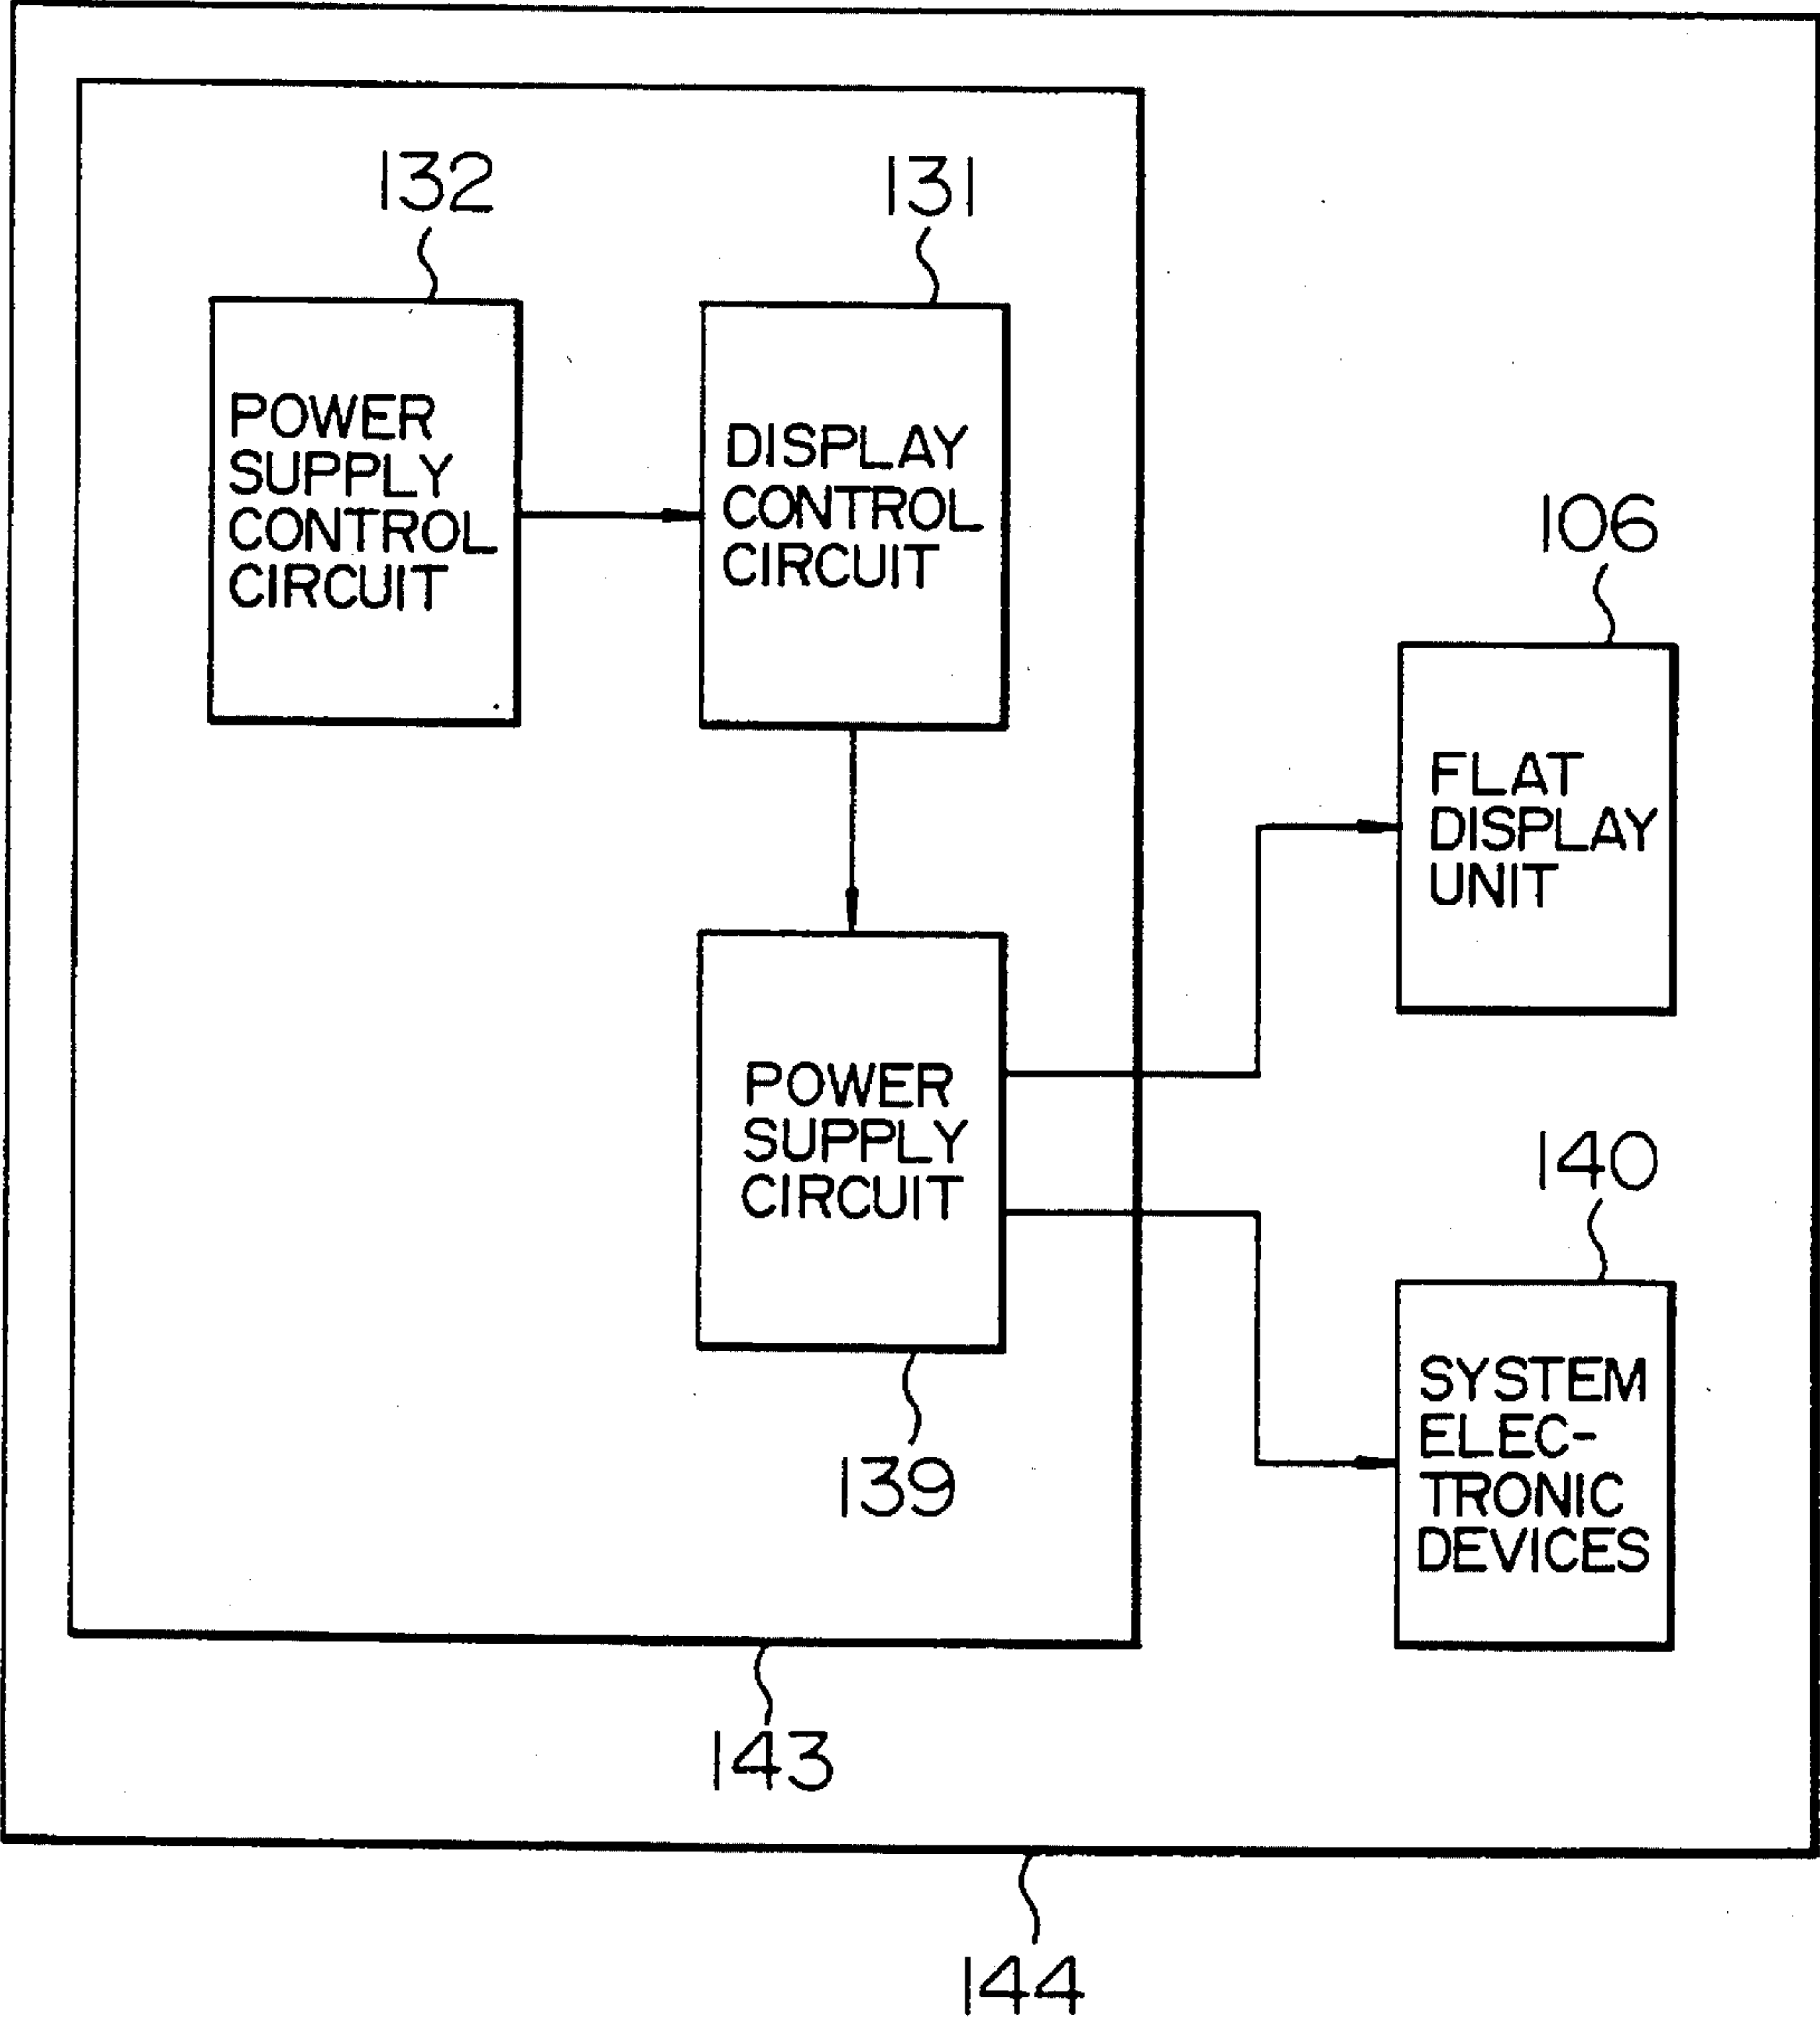 132
131
POWER
SUPPLY
CONTROL
CIRCUIT
DISPLAY
CONTROL
CIRCUIT
106
FLAT
DISPLAY
UNIT
POWER
SUPPLY
CIRCUIT
139
140
SYSTEM
ELEC-
TRONIC
DEVICES
143
144